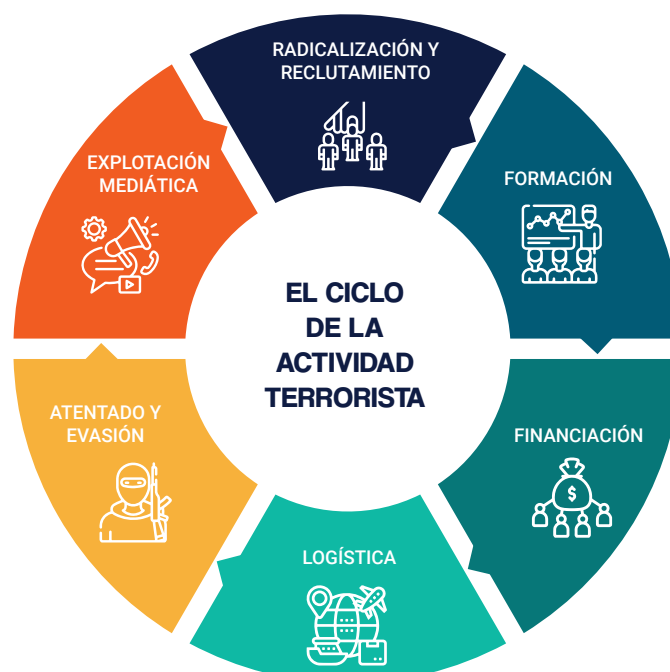 RADICALIZACIÓN Y
RECLUTAMIENTO
EXPLOTACIÓN
MEDIÁTICA
FORMACIÓN
EL CICLO
DE LA
ACTIVIDAD
TERRORISTA
ATENTADO Y
EVASIÓN
FINANCIACIÓN
$
LOGÍSTICA